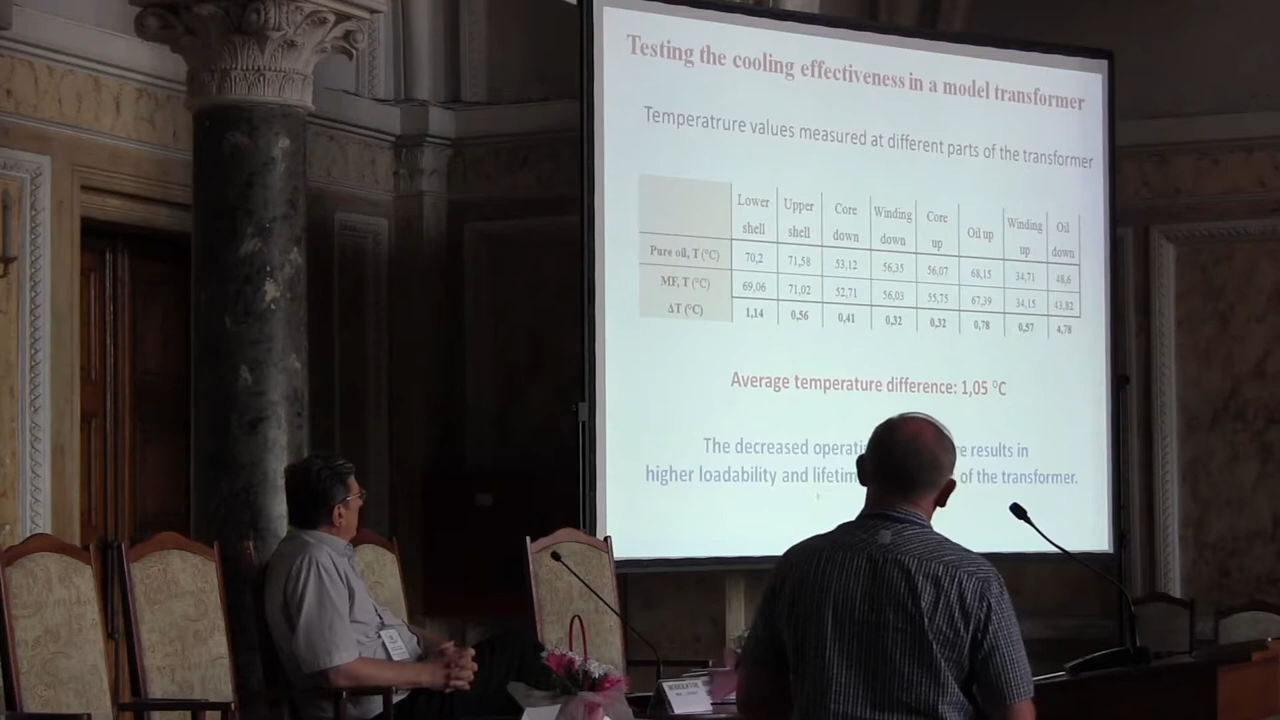 Testing the cooling effectiveness in a model transformer
Temperatrure values measured at different parts of the transformer
Lower shell Upper shell Core down Winding down Core up Oil up Winding up Oil down
Pure oil, T (°C) 70,2 71,58 53,12 56,35 56,07 68,15 34,71 48,6
MF, T (°C) 69,06 71,02 52,71 56,03 55,75 67,39 34,15 43,82
ΔT (°C) 1,14 0,56 0,41 0,32 0,32 0,78 0,57 4,78
Average temperature difference: 1,05 °C
The decreased operati e results in
higher loadability and lifetim of the transformer.